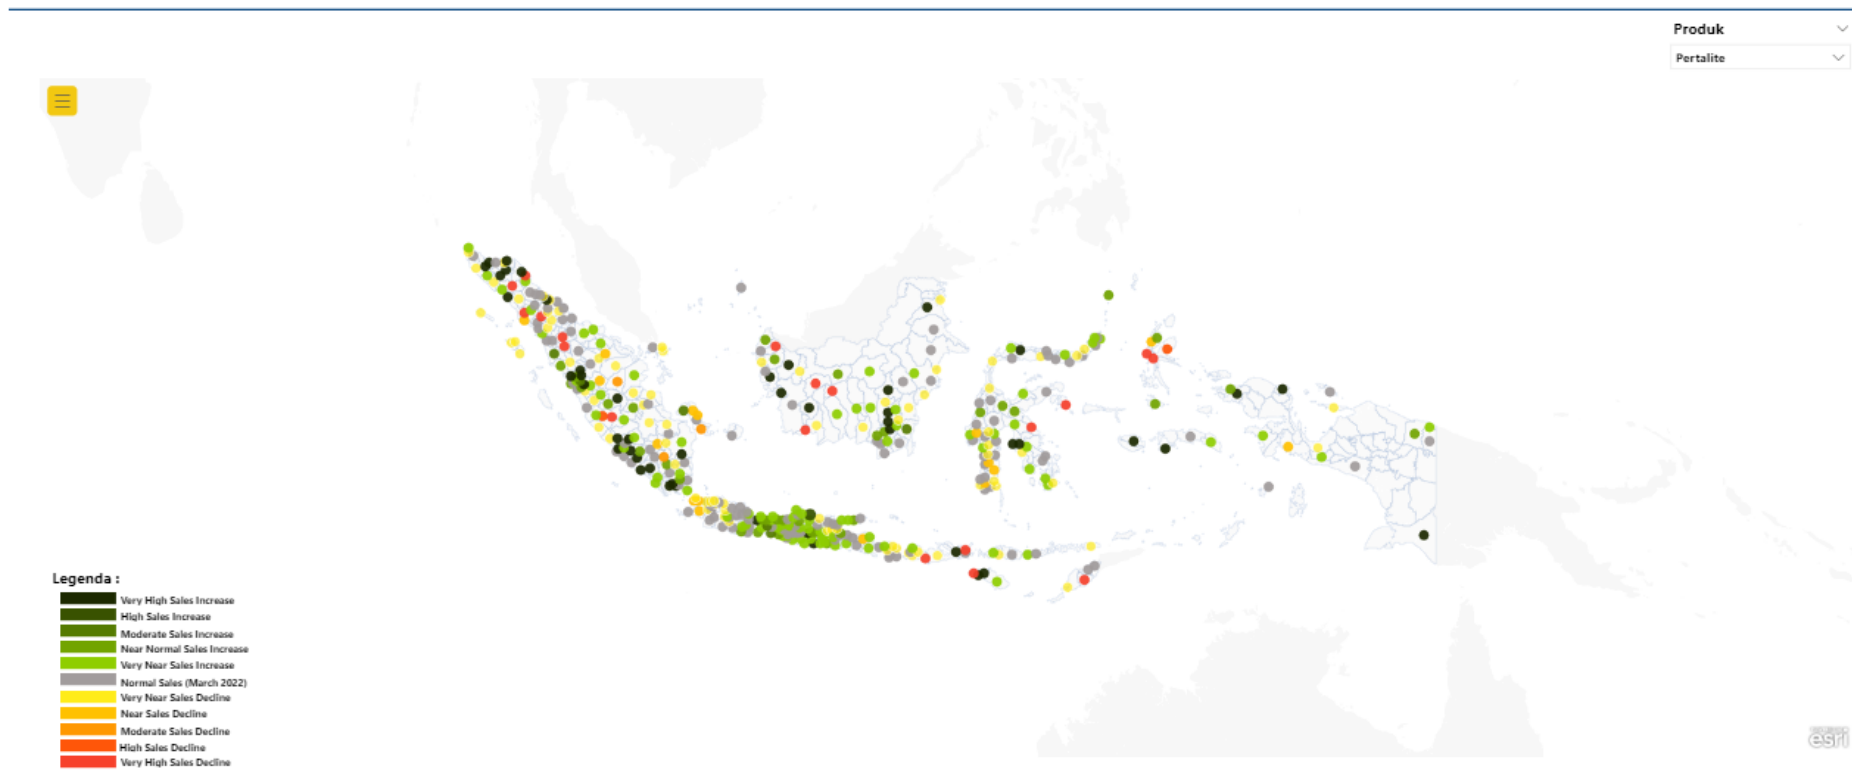 Produk
Pertalite
Legenda :
Very High Sales Increase
High Sales Increase
Moderate Sales Increase
Near Normal Sales Increase
Very Near Sales Increase
Normal Sales (March 2022)
Very Near Sales Decline
Near Sales Decline
Moderate Sales Decline
High Sales Decline
Very High Sales Decline
esri